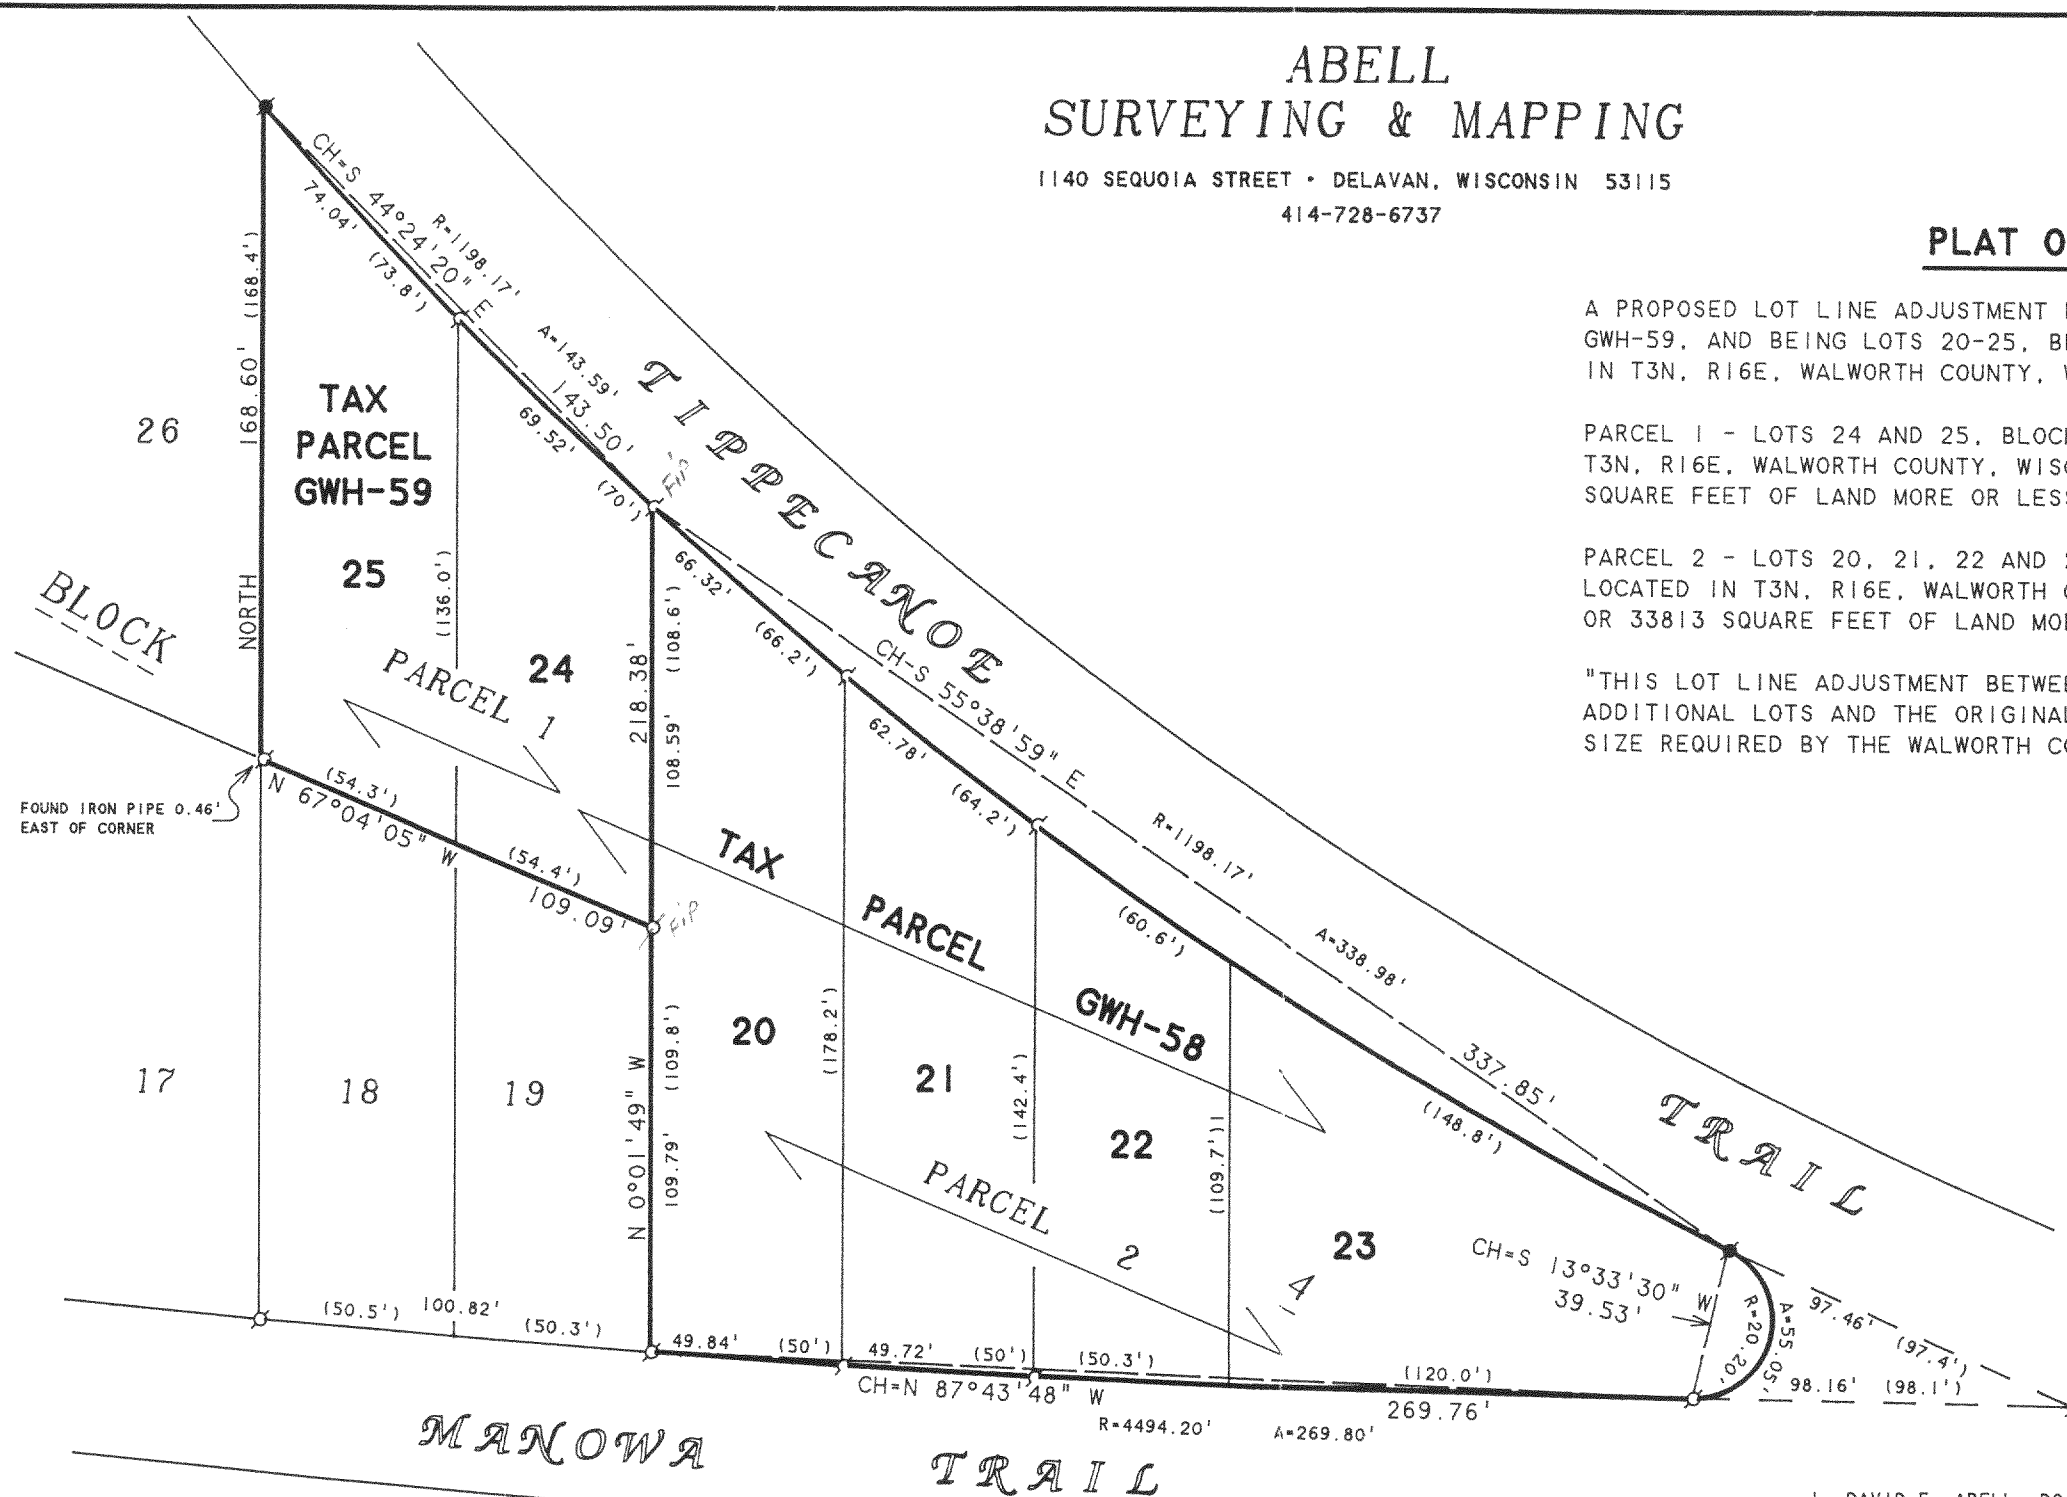 ABELL
SURVEYING & MAPPING
1140 SEQUOIA STREET • DELAVAN, WISCONSIN 53115
414-728-6737
PLAT O
A PROPOSED LOT LINE ADJUSTMENT
GWH-59, AND BEING LOTS 20-25,
IN T3N, R16E, WALWORTH COUNTY,
PARCEL 1 - LOTS 24 AND 25,
T3N, R16E, WALWORTH COUNTY,
SQUARE FEET OF LAND MORE OR
PARCEL 2 - LOTS 20, 21, 22 AND
LOCATED IN T3N, R16E, WALWORTH
OR 33813 SQUARE FEET OF LAND
"THIS LOT LINE ADJUSTMENT
ADDITIONAL LOTS AND THE
SIZE REQUIRED BY THE WALWORTH
CH=S 44°24'20" E
74.04'
(73.8')
R=1198.17'
A=143.59'
143.50'
69.52'
(70')
FIP
TIPPECANOE
TRAIL
(168.4')
168.60'
NORTH
26
TAX
PARCEL
GWH-59
25
(136.0')
24
PARCEL 1
BLOCK
FOUND IRON PIPE 0.46'
EAST OF CORNER
(54.3')
N 67°04'05" W
(54.4')
109.09'
FIP
218.38'
(108.6')
108.59'
66.32'
(66.2')
CH-S 55°38'59" E
62.78'
(64.2')
R=1198.17'
A=338.98'
337.85'
(60.6')
(148.8')
TAX
PARCEL
GWH-58
17
18
19
20
21
22
23
(178.2')
(142.4')
(109.7')
N 0°01'49" W
(109.8')
109.79'
PARCEL 2
4
CH=S 13°33'30" W
39.53'
R=20.20'
A=55.05'
97.46'
(97.4')
98.16' (98.1')
(50.5')
100.82'
(50.3')
49.84'
(50')
49.72'
(50')
(50.3')
(120.0')
CH=N 87°43'48" W
269.76'
R=4494.20'
A=269.80'
MANOWA
TRAIL